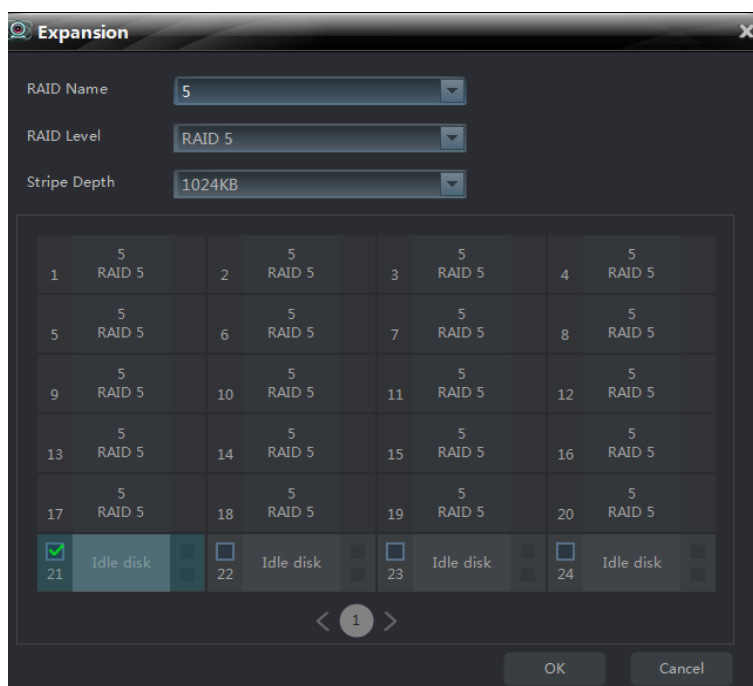 Expansion
RAID Name 5
RAID Level RAID 5
Stripe Depth 1024KB
5 5 5 5
1 RAID 5 2 RAID 5 3 RAID 5 4 RAID 5
5 5 5 5
5 RAID 5 6 RAID 5 7 RAID 5 8 RAID 5
5 5 5 5
9 RAID 5 10 RAID 5 11 RAID 5 12 RAID 5
5 5 5 5
13 RAID 5 14 RAID 5 15 RAID 5 16 RAID 5
5 5 5 5
17 RAID 5 18 RAID 5 19 RAID 5 20 RAID 5
Idle disk Idle disk Idle disk Idle disk
21 22 23 24
< 1 >
OK Cancel